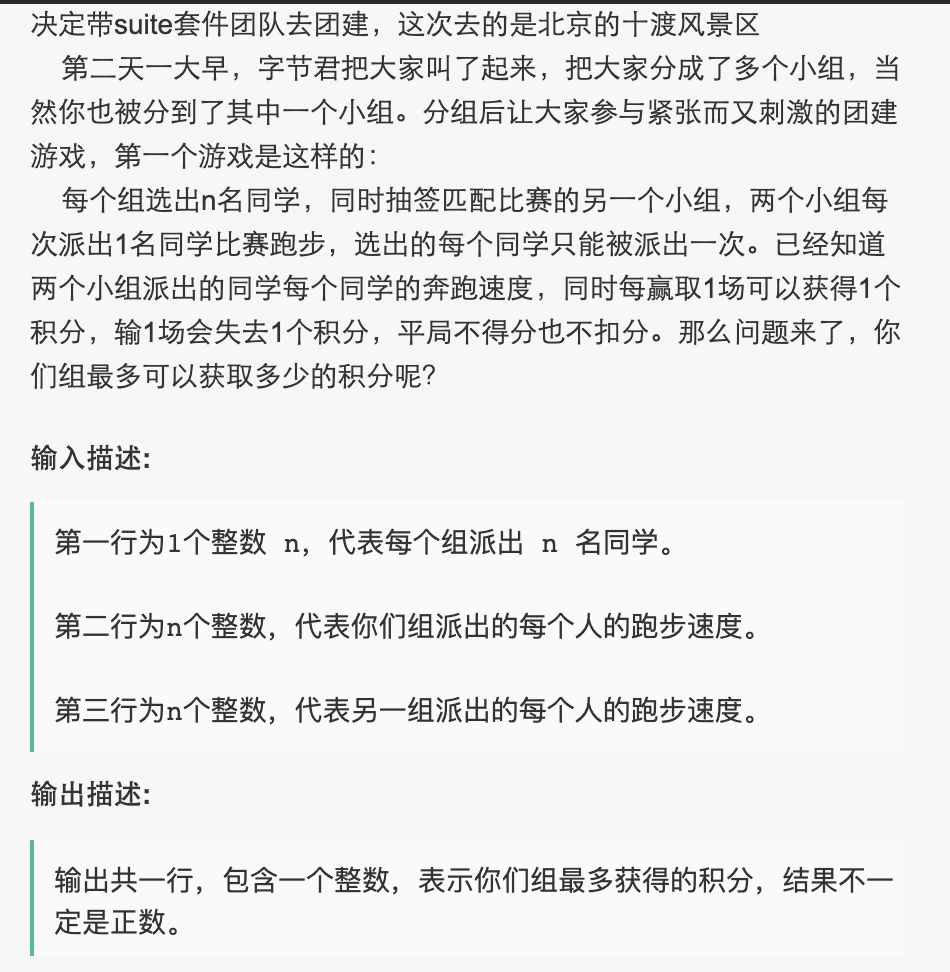 决定带suite套件团队去团建，这次去的是北京的十渡风景区
第二天一大早，字节君把大家叫了起来，把大家分成了多个小组，当
然你也被分到了其中一个小组。分组后让大家参与紧张而又刺激的团建
游戏，第一个游戏是这样的：
每个组选出n名同学，同时抽签匹配比赛的另一个小组，两个小组每
次派出1名同学比赛跑步，选出的每个同学只能被派出一次。已经知道
两个小组派出的同学每个同学的奔跑速度，同时每赢取1场可以获得1个
积分，输1场会失去1个积分，平局不得分也不扣分。那么问题来了，你
们组最多可以获取多少的积分呢？
输入描述:
第一行为1个整数 n，代表每个组派出 n 名同学。
第二行为n个整数，代表你们组派出的每个人的跑步速度。
第三行为n个整数，代表另一组派出的每个人的跑步速度。
输出描述:
输出共一行，包含一个整数，表示你们组最多获得的积分，结果不一
定是正数。